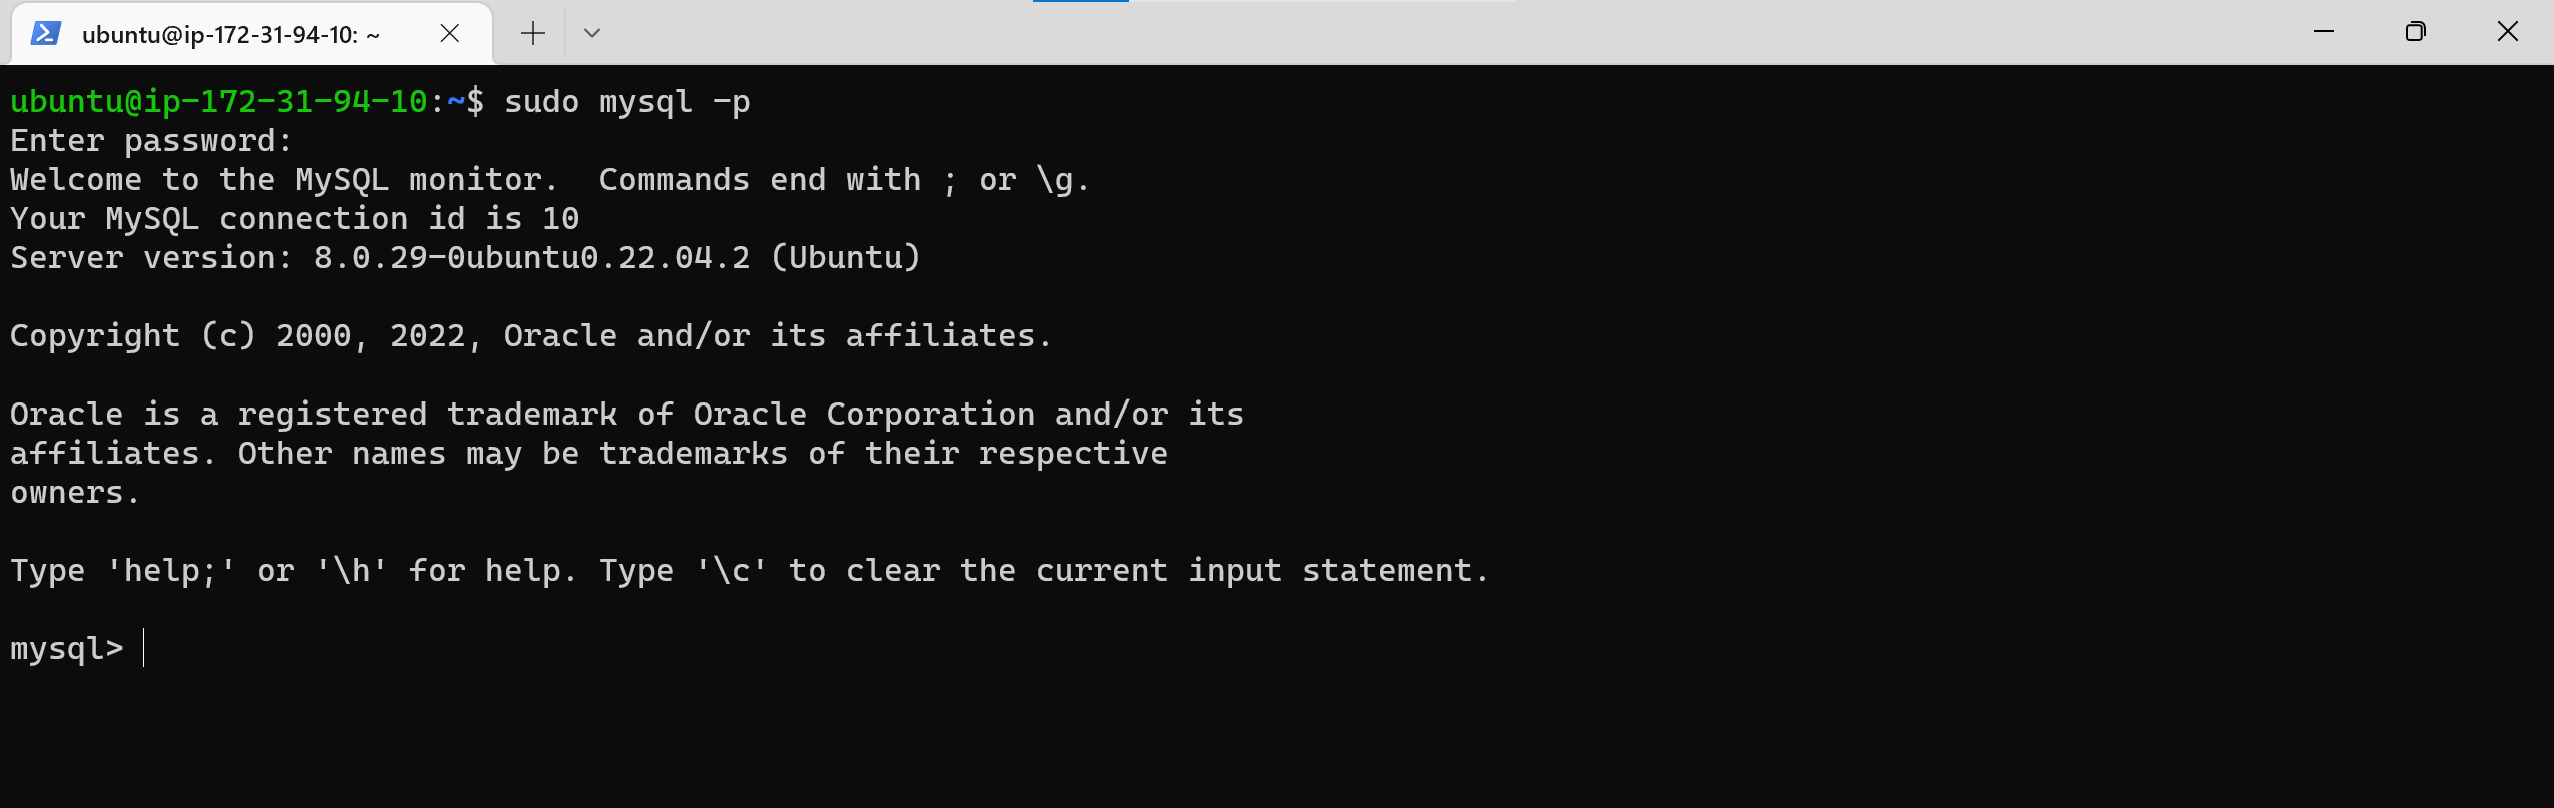 ubuntu@ip-172-31-94-10: ~
ubuntu@ip-172-31-94-10:~$ sudo mysql -p
Enter password:
Welcome to the MySQL monitor.  Commands end with ; or \g.
Your MySQL connection id is 10
Server version: 8.0.29-0ubuntu0.22.04.2 (Ubuntu)
Copyright (c) 2000, 2022, Oracle and/or its affiliates.
Oracle is a registered trademark of Oracle Corporation and/or its
affiliates. Other names may be trademarks of their respective
owners.
Type 'help;' or '\h' for help. Type '\c' to clear the current input statement.
mysql>